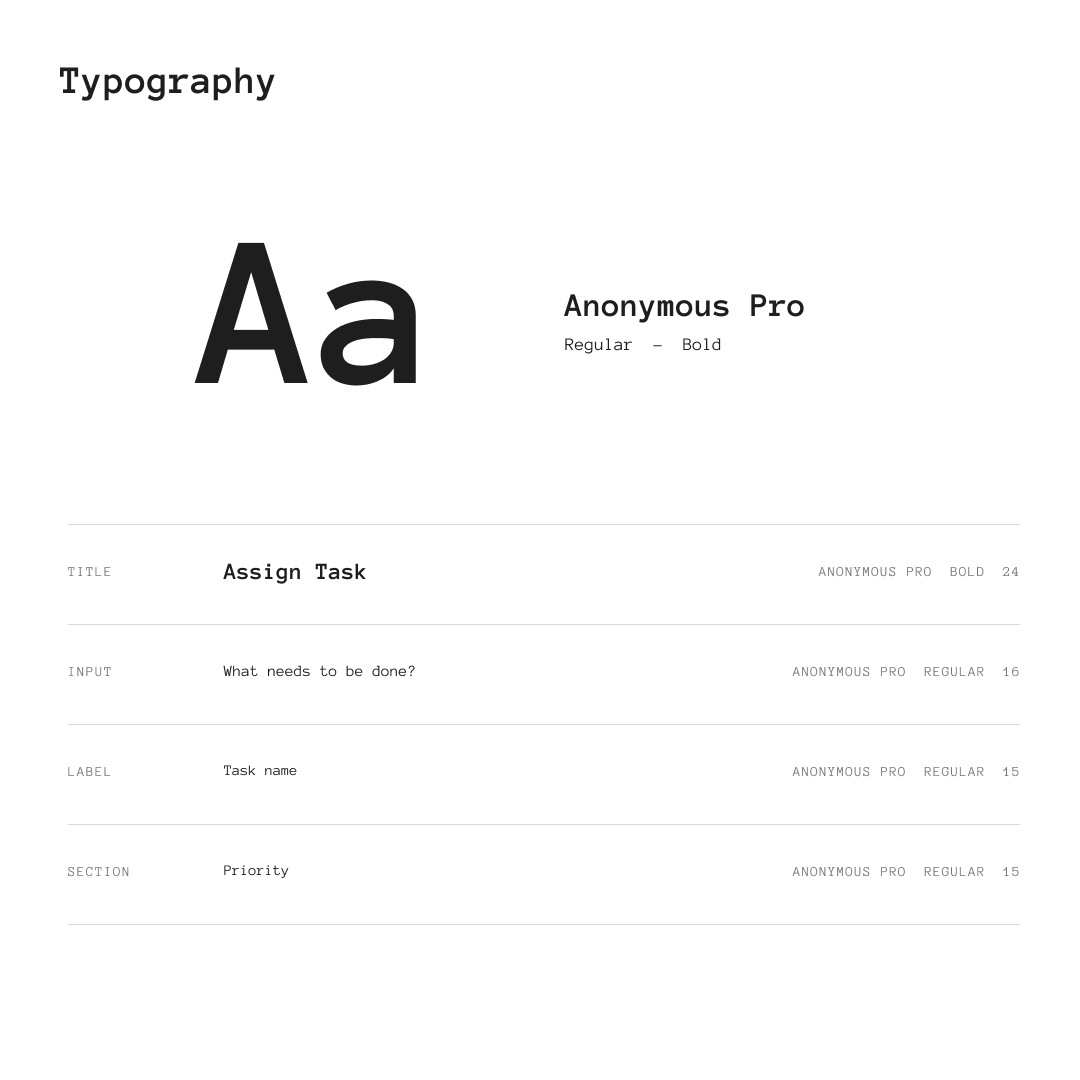 Typography
Aa
Anonymous Pro
Regular – Bold
TITLE Assign Task ANONYMOUS PRO BOLD 24
INPUT What needs to be done? ANONYMOUS PRO REGULAR 16
LABEL Task name ANONYMOUS PRO REGULAR 15
SECTION Priority ANONYMOUS PRO REGULAR 15